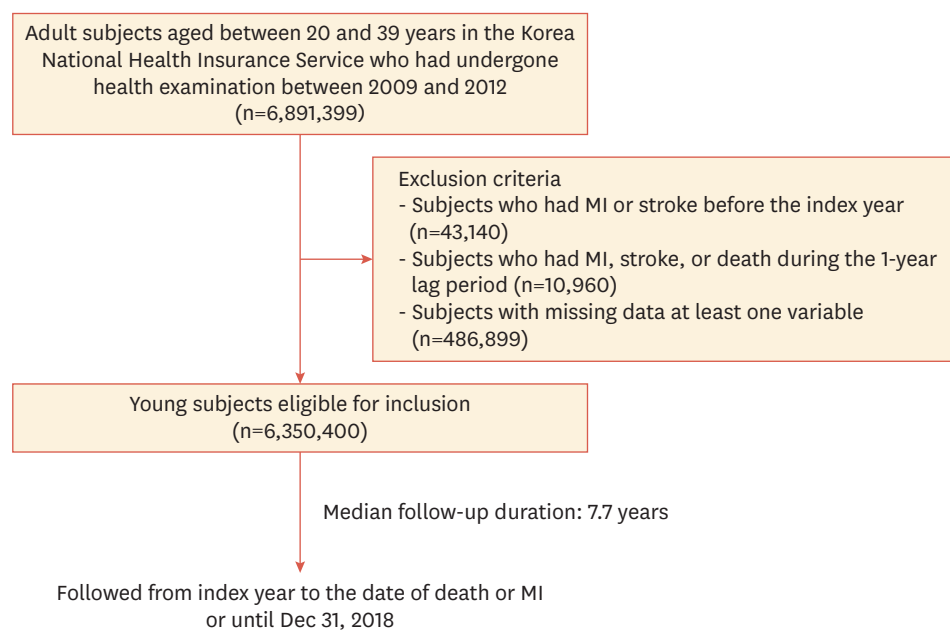 Adult subjects aged between 20 and 39 years in the Korea
National Health Insurance Service who had undergone
health examination between 2009 and 2012
(n=6,891,399)
Exclusion criteria
- Subjects who had MI or stroke before the index year
(n=43,140)
- Subjects who had MI, stroke, or death during the 1-year
lag period (n=10,960)
- Subjects with missing data at least one variable
(n=486,899)
Young subjects eligible for inclusion
(n=6,350,400)
Median follow-up duration: 7.7 years
Followed from index year to the date of death or MI
or until Dec 31, 2018